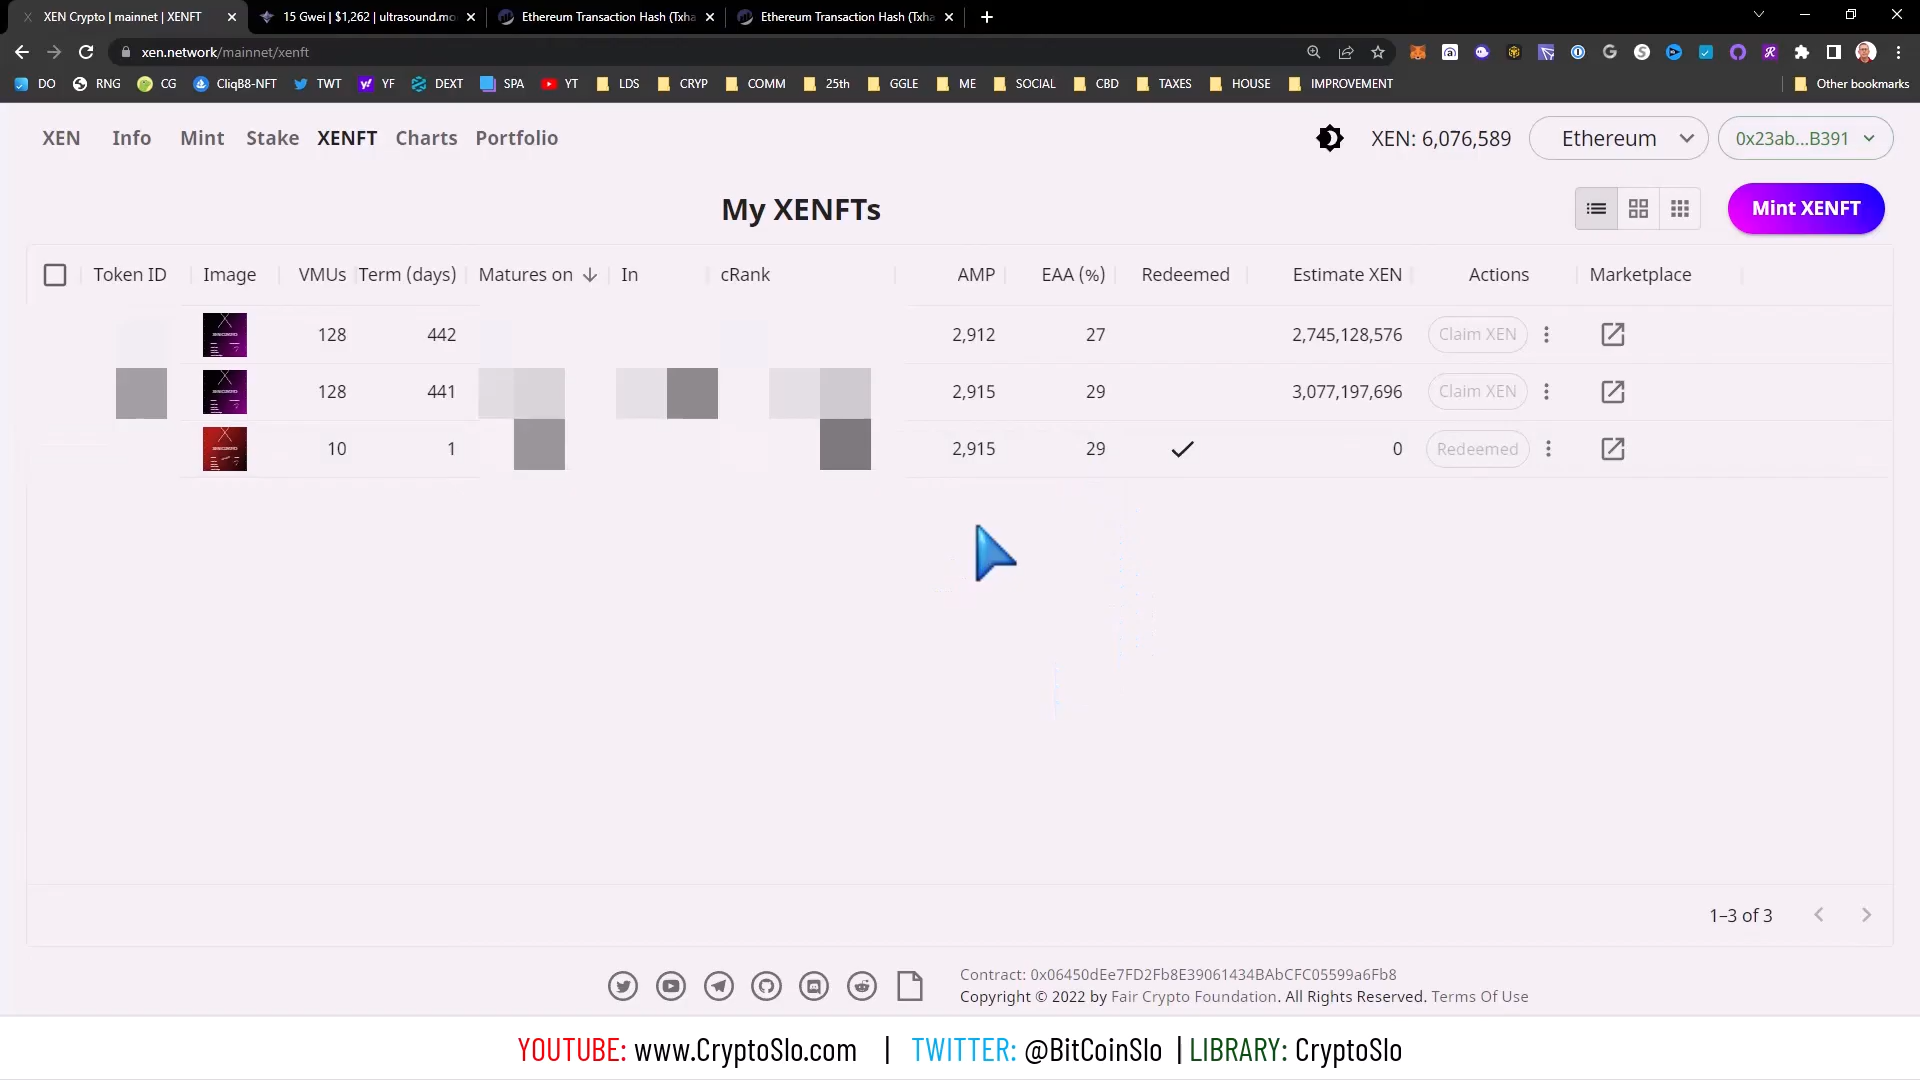 XEN Crypto | mainnet | XENFT
15 Gwei | $1,262 | ultrasound.mo
Ethereum Transaction Hash (Txha
Ethereum Transaction Hash (Txha
xen.network/mainnet/xenft
DO RNG CG CliqB8-NFT TWT YF DEXT SPA YT LDS CRYP COMM 25th GGLE ME SOCIAL CBD TAXES HOUSE IMPROVEMENT Other bookmarks
XEN Info Mint Stake XENFT Charts Portfolio XEN: 6,076,589 Ethereum 0x23ab...B391
My XENFTs Mint XENFT
Token ID Image VMUs Term (days) Matures on In cRank AMP EAA (%) Redeemed Estimate XEN Actions Marketplace
128 442 2,912 27 2,745,128,576 Claim XEN
128 441 2,915 29 3,077,197,696 Claim XEN
10 1 2,915 29 0 Redeemed
1–3 of 3
Contract: 0x06450dEe7FD2Fb8E39061434BAbCFC05599a6Fb8
Copyright © 2022 by Fair Crypto Foundation. All Rights Reserved. Terms Of Use
YOUTUBE: www.CryptoSlo.com | TWITTER: @BitCoinSlo | LIBRARY: CryptoSlo